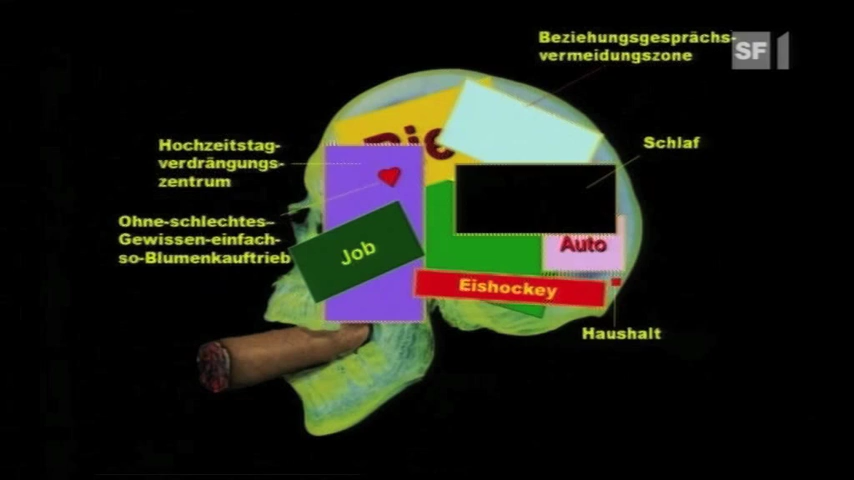 Beziehungsgesprächs-
vermeidungszone
SF 1
Hochzeitstag-
verdrängungs-
zentrum
Schlaf
Ohne-schlechtes-
Gewissen-einfach-
so-Blumenkauftrieb
Job
Auto
Eishockey
Haushalt